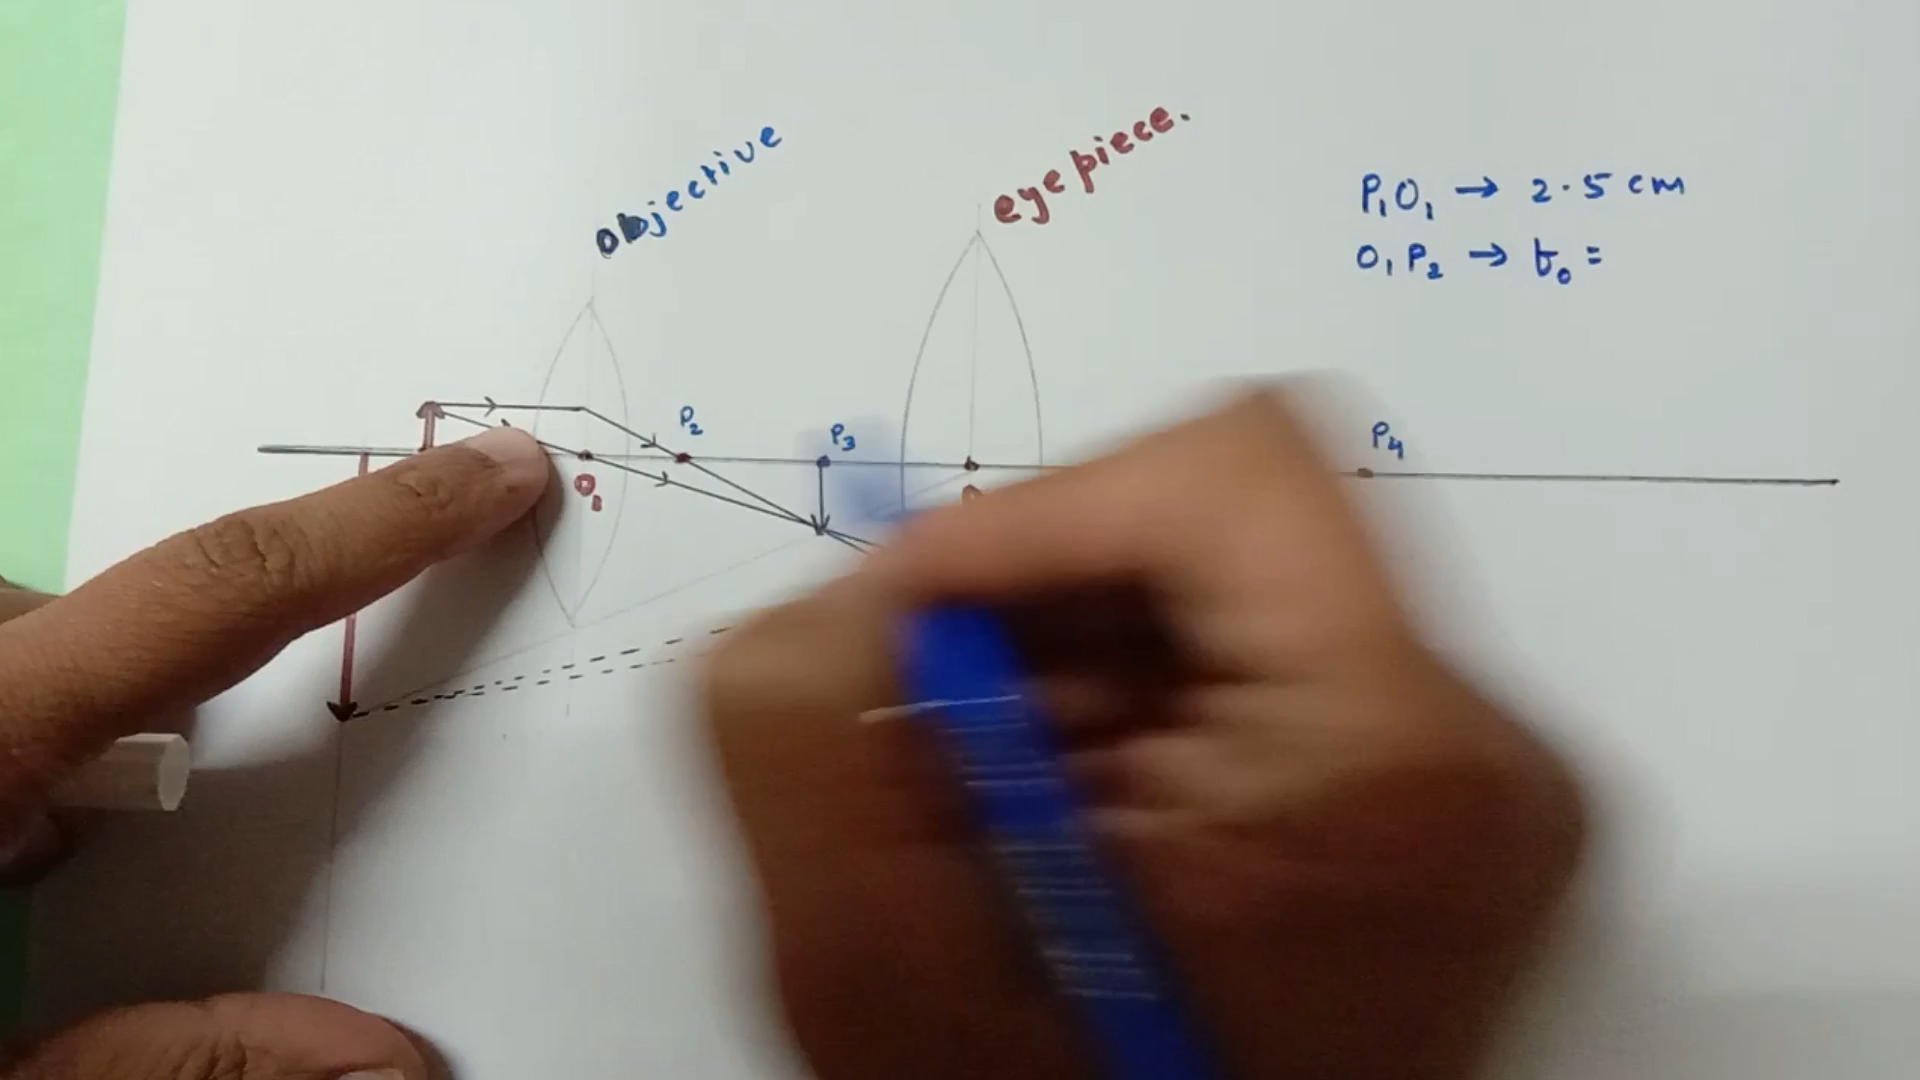 objective
eyepiece.
P₁O₁ → 2.5 cm
O₁P₂ → f₀ =
P₂
P₃
P₄
O₁